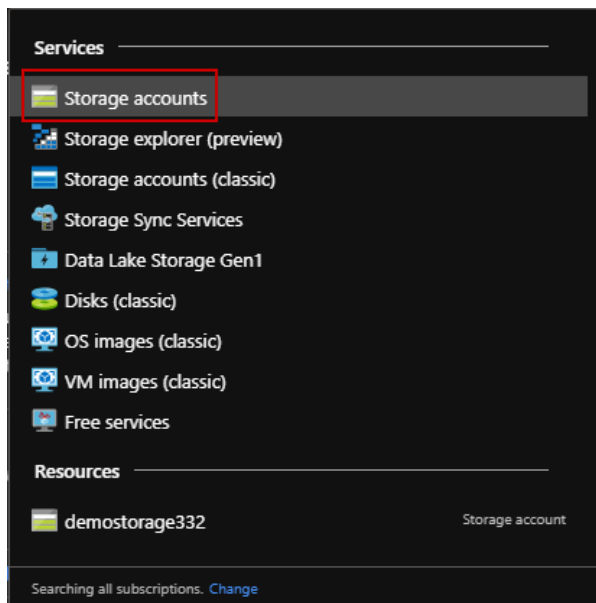 Services
Storage accounts
Storage explorer (preview)
Storage accounts (classic)
Storage Sync Services
Data Lake Storage Gen1
Disks (classic)
OS images (classic)
VM images (classic)
Free services
Resources
demostorage332 Storage account
Searching all subscriptions. Change